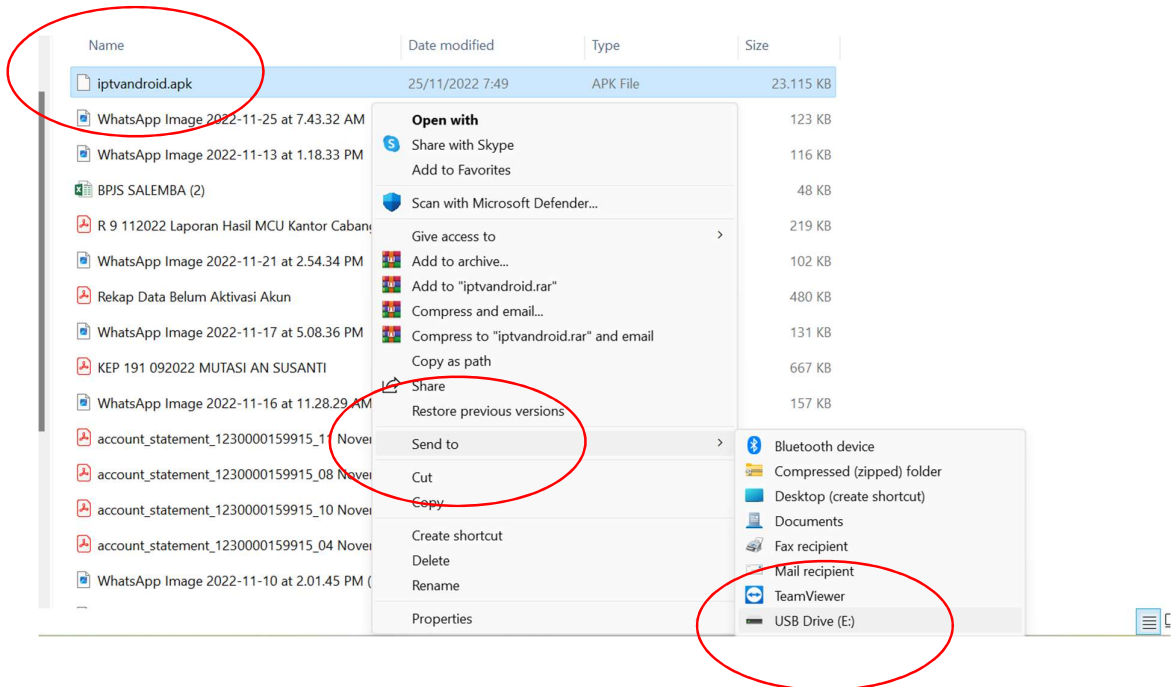 Name Date modified Type Size
iptvandroid.apk 25/11/2022 7:49 APK File 23.115 KB
WhatsApp Image 2022-11-25 at 7.43.32 AM 123 KB
WhatsApp Image 2022-11-13 at 1.18.33 PM 116 KB
BPJS SALEMBA (2) 48 KB
R 9 112022 Laporan Hasil MCU Kantor Cabang 219 KB
WhatsApp Image 2022-11-21 at 2.54.34 PM 102 KB
Rekap Data Belum Aktivasi Akun 480 KB
WhatsApp Image 2022-11-17 at 5.08.36 PM 131 KB
KEP 191 092022 MUTASI AN SUSANTI 667 KB
WhatsApp Image 2022-11-16 at 11.28.29 AM 157 KB
account_statement_1230000159915_11 Nover
account_statement_1230000159915_08 Nover
account_statement_1230000159915_10 Nover
account_statement_1230000159915_04 Nover
WhatsApp Image 2022-11-10 at 2.01.45 PM (
Open with
Share with Skype
Add to Favorites
Scan with Microsoft Defender...
Give access to
Add to archive...
Add to "iptvandroid.rar"
Compress and email...
Compress to "iptvandroid.rar" and email
Copy as path
Share
Restore previous versions
Send to
Cut
Copy
Create shortcut
Delete
Rename
Properties
Bluetooth device
Compressed (zipped) folder
Desktop (create shortcut)
Documents
Fax recipient
Mail recipient
TeamViewer
USB Drive (E:)